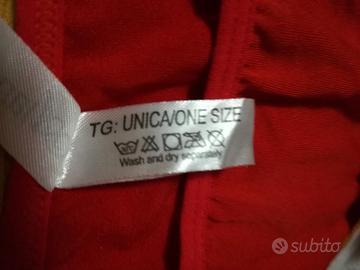 TG: UNICA/ONE SIZE
Wash and dry separately
subito